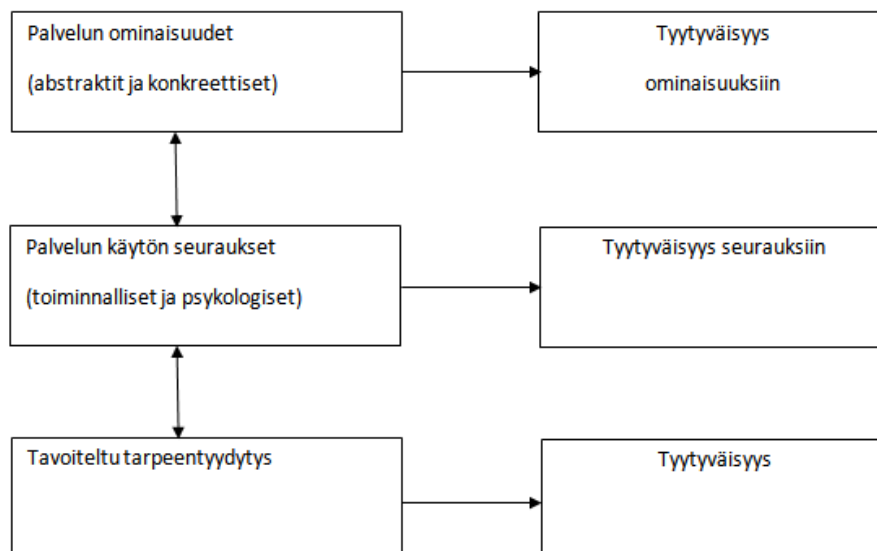 Palvelun ominaisuudet
(abstraktit ja konkreettiset)
Tyytyväisyys
ominaisuuksiin
Palvelun käytön seuraukset
(toiminnalliset ja psykologiset)
Tyytyväisyys seurauksiin
Tavoiteltu tarpeentyydytys
Tyytyväisyys